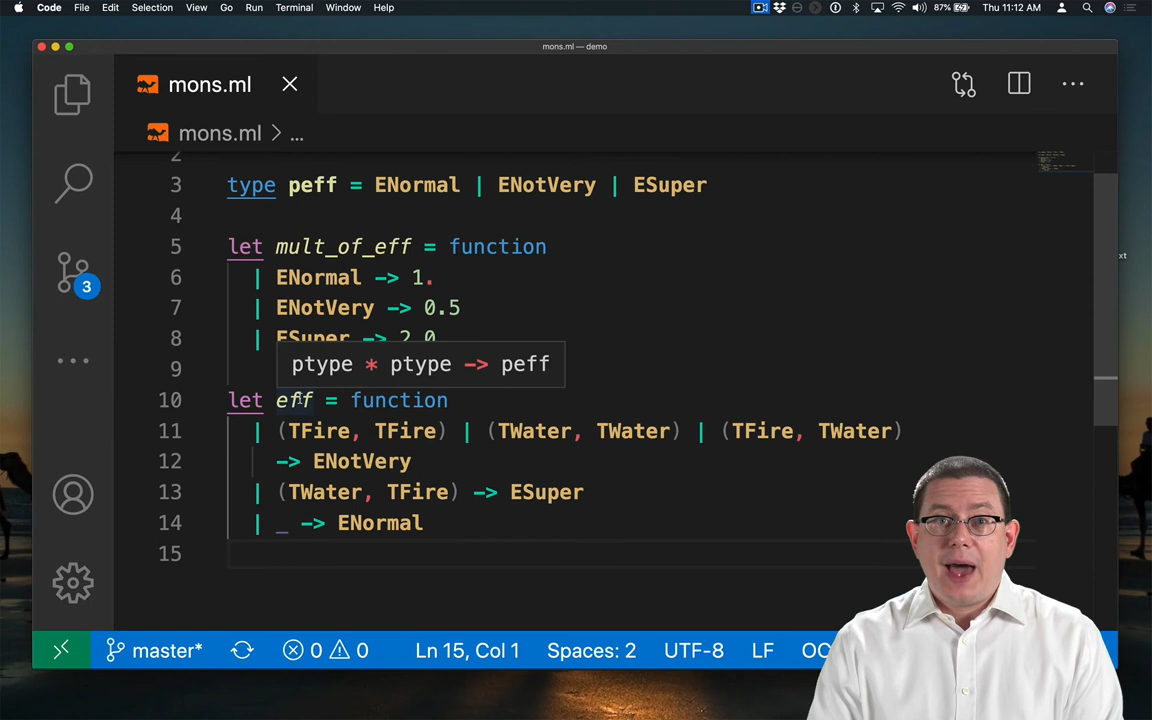 Code File Edit Selection View Go Run Terminal Window Help 87% Thu 11:12 AM
mons.ml — demo
mons.ml
mons.ml > ...
2
3 type peff = ENormal | ENotVery | ESuper
4
5 let mult_of_eff = function
6 | ENormal -> 1.
7 | ENotVery -> 0.5
8 | ESuper -> 2.0
9
ptype * ptype -> peff
10 let eff = function
11 | (TFire, TFire) | (TWater, TWater) | (TFire, TWater)
12 -> ENotVery
13 | (TWater, TFire) -> ESuper
14 | _ -> ENormal
15
3
master* 0 0 Ln 15, Col 1 Spaces: 2 UTF-8 LF
xt